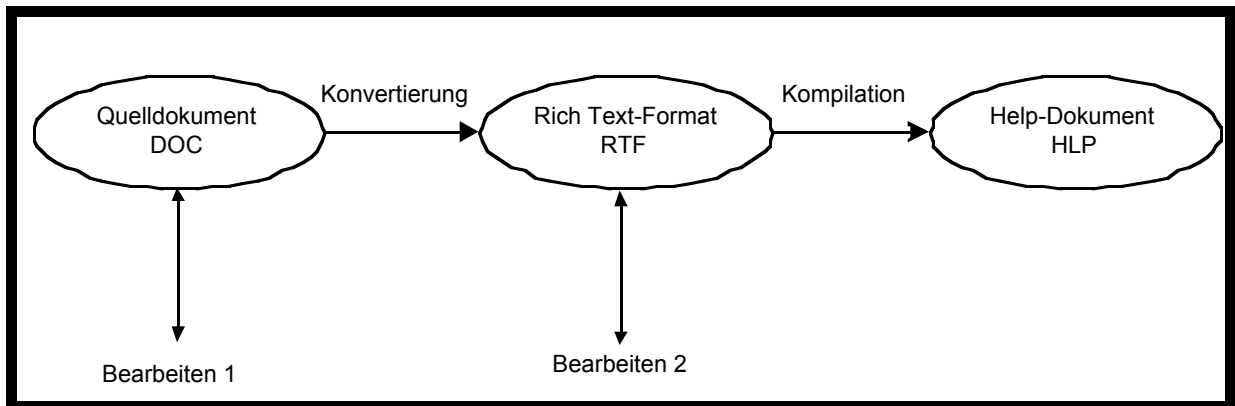 Quelldokument
DOC
Konvertierung
Rich Text-Format
RTF
Kompilation
Help-Dokument
HLP
Bearbeiten 1
Bearbeiten 2